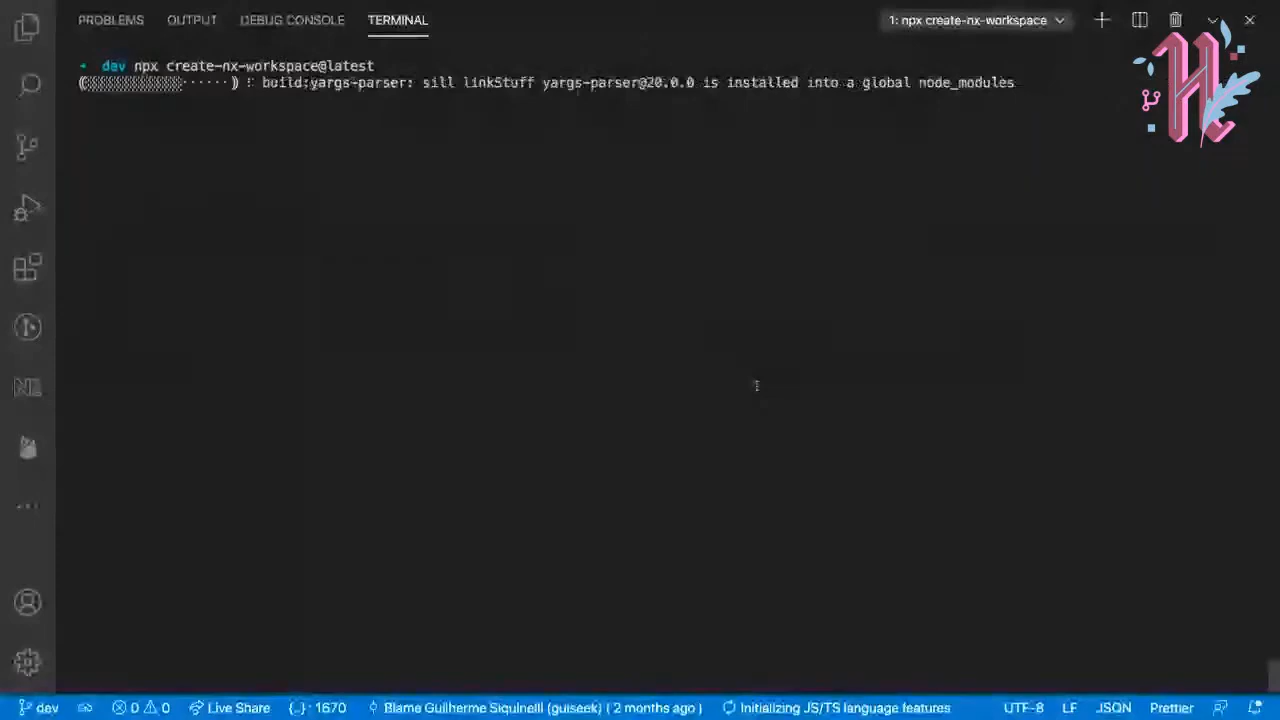 PROBLEMS OUTPUT DEBUG CONSOLE TERMINAL 1: npx create-nx-workspace
dev npx create-nx-workspace@latest
(░░░░░░░░░░░░░░░░░░······) ⠇ build:yargs-parser: sill linkStuff yargs-parser@20.0.0 is installed into a global node_modules
H
dev 0 0 Live Share {..} : 1670 Blame Guilherme Siquinelli (guiseek) ( 2 months ago ) Initializing JS/TS language features UTF-8 LF JSON Prettier